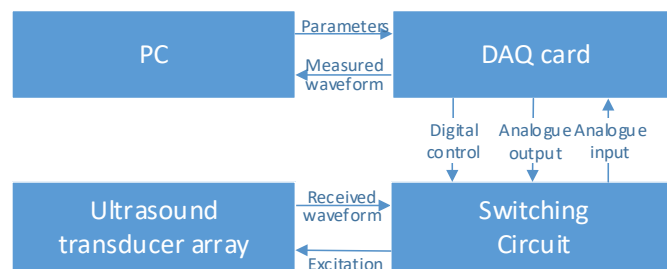 Parameters
PC
DAQ card
Measured
waveform
Digital
control
Analogue
output
Analogue
input
Received
waveform
Ultrasound
transducer array
Switching
Circuit
Excitation